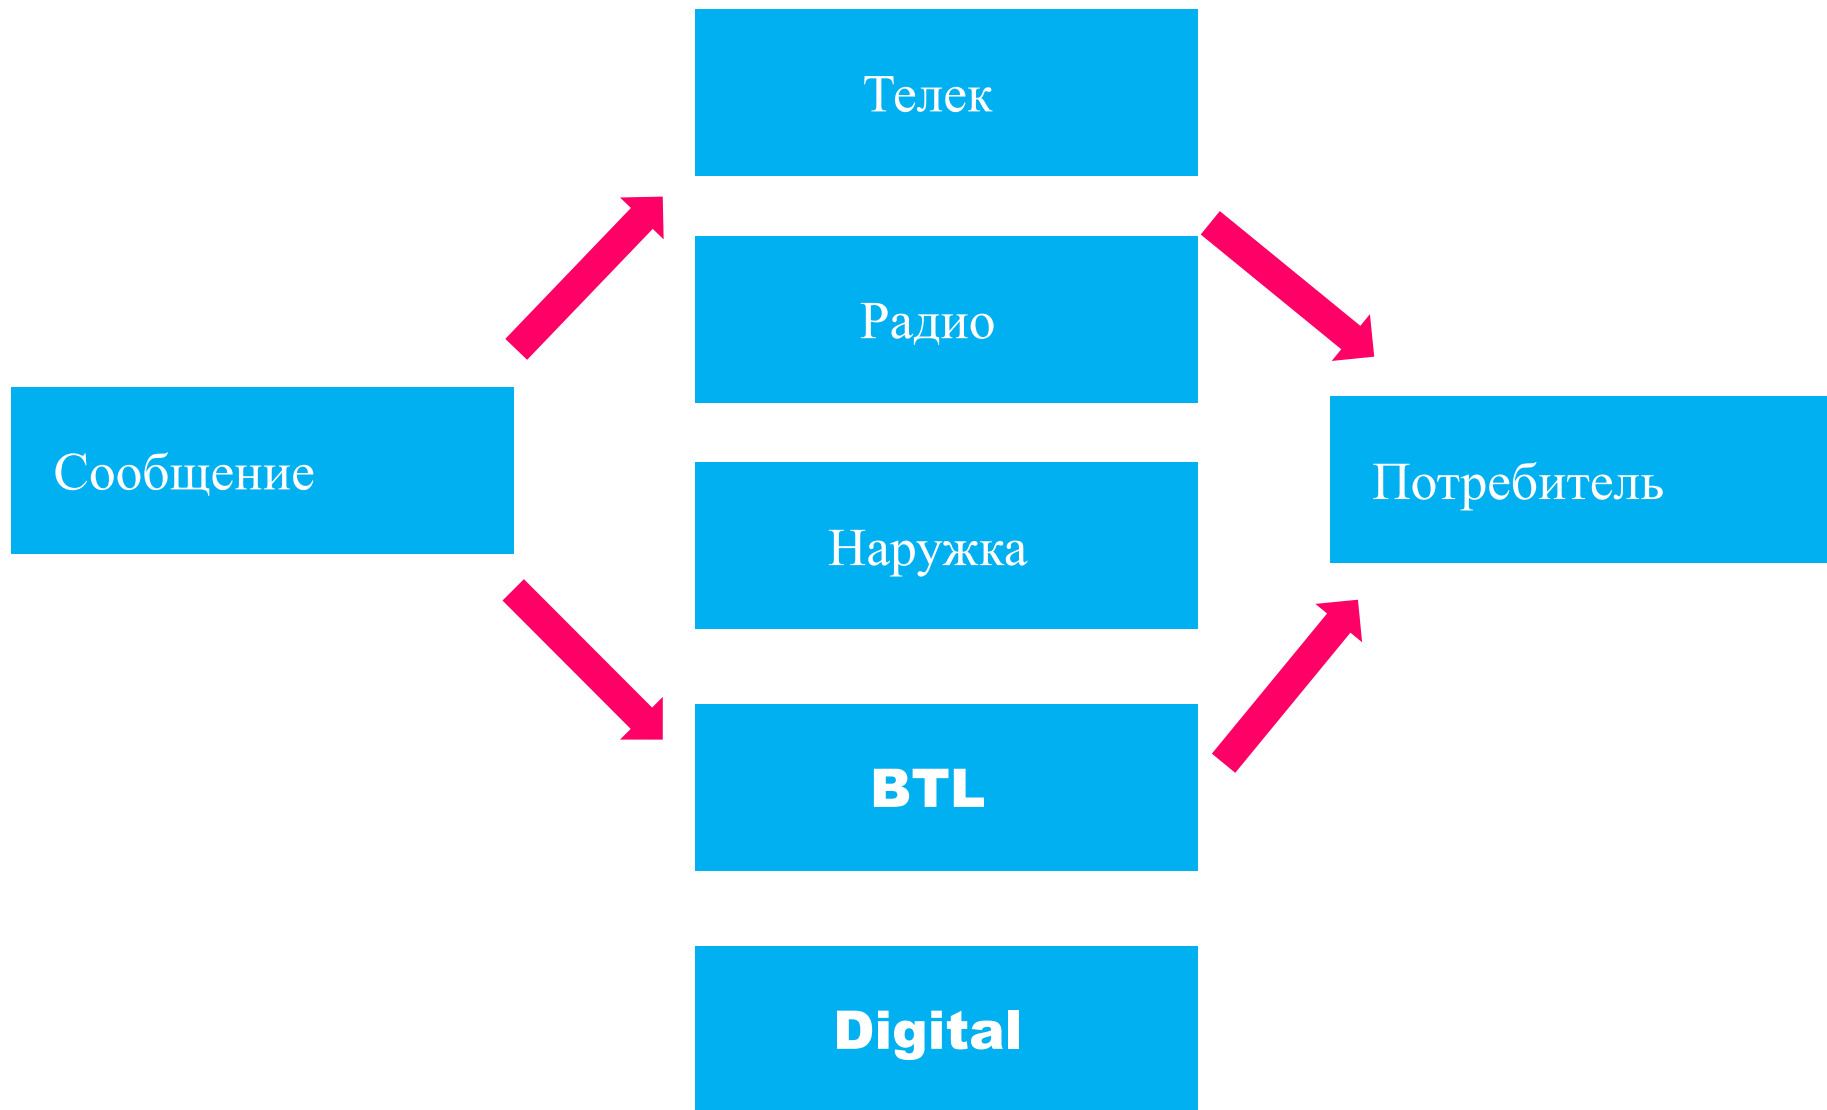 Телек
Радио
Сообщение
Потребитель
Наружка
BTL
Digital